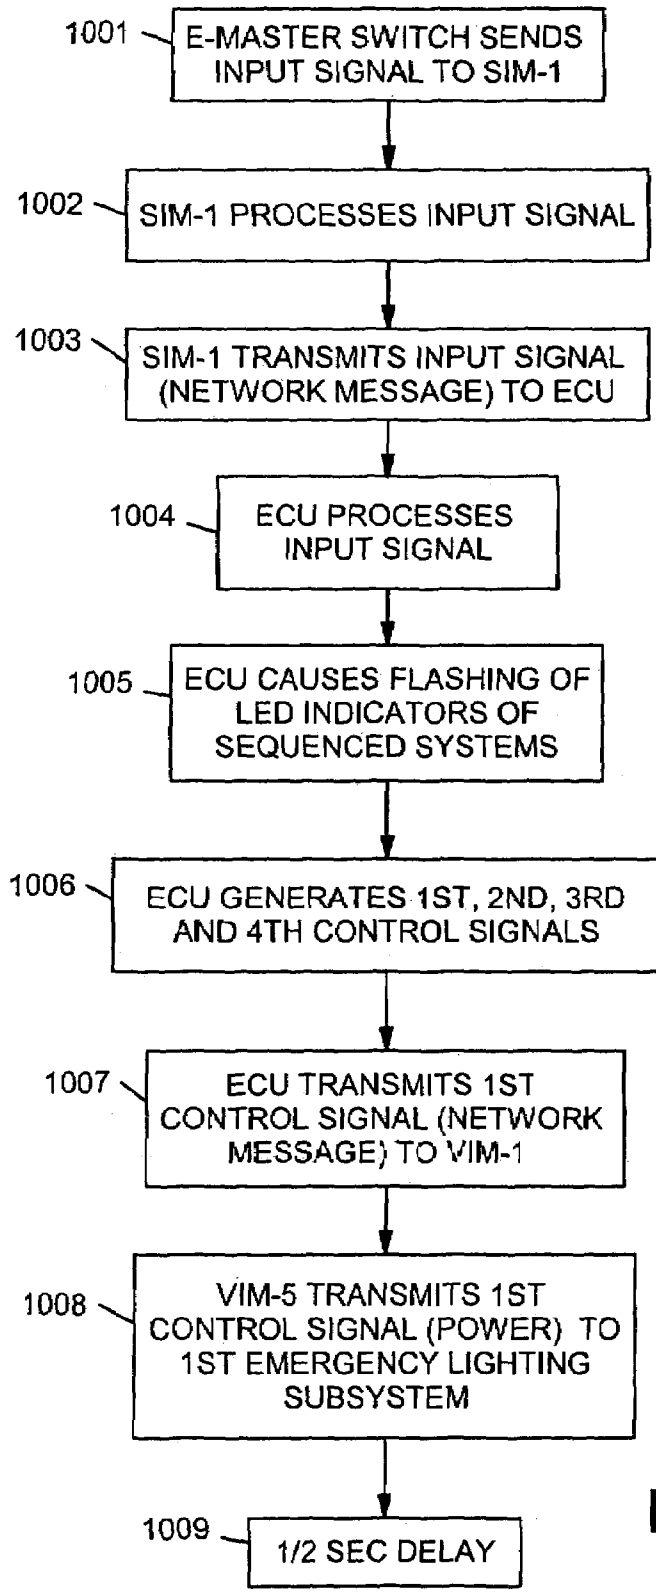 1001
E-MASTER SWITCH SENDS
INPUT SIGNAL TO SIM-1
1002
SIM-1 PROCESSES INPUT SIGNAL
1003
SIM-1 TRANSMITS INPUT SIGNAL
(NETWORK MESSAGE) TO ECU
1004
ECU PROCESSES
INPUT SIGNAL
1005
ECU CAUSES FLASHING OF
LED INDICATORS OF
SEQUENCED SYSTEMS
1006
ECU GENERATES 1ST, 2ND, 3RD
AND 4TH CONTROL SIGNALS
1007
ECU TRANSMITS 1ST
CONTROL SIGNAL (NETWORK
MESSAGE) TO VIM-1
1008
VIM-5 TRANSMITS 1ST
CONTROL SIGNAL (POWER) TO
1ST EMERGENCY LIGHTING
SUBSYSTEM
1009
1/2 SEC DELAY